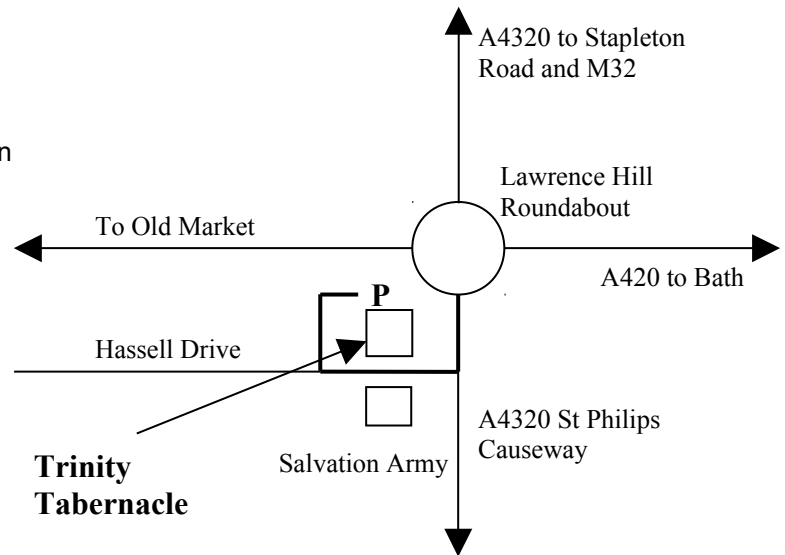 A4320 to Stapleton
Road and M32
n
Lawrence Hill
Roundabout
To Old Market
A420 to Bath
P
Hassell Drive
A4320 St Philips
Causeway
Salvation Army
Trinity
Tabernacle